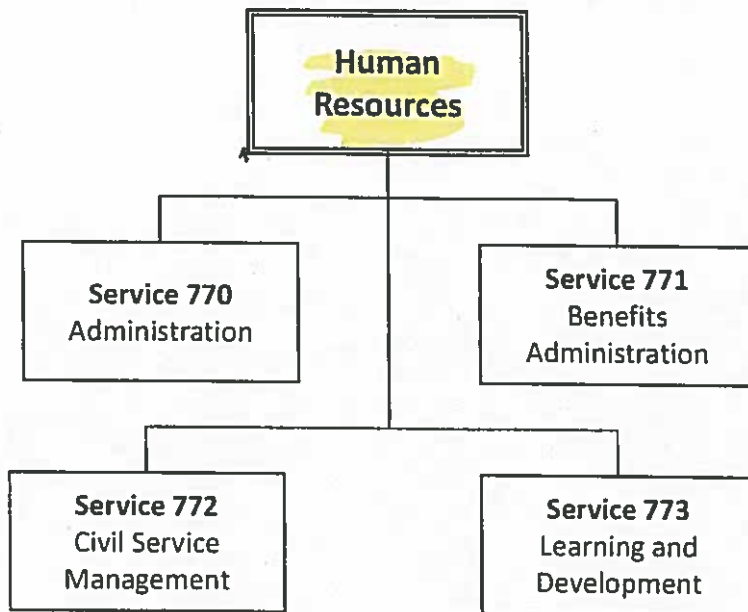 Human
Resources
Service 770
Administration
Service 771
Benefits
Administration
Service 772
Civil Service
Management
Service 773
Learning and
Development